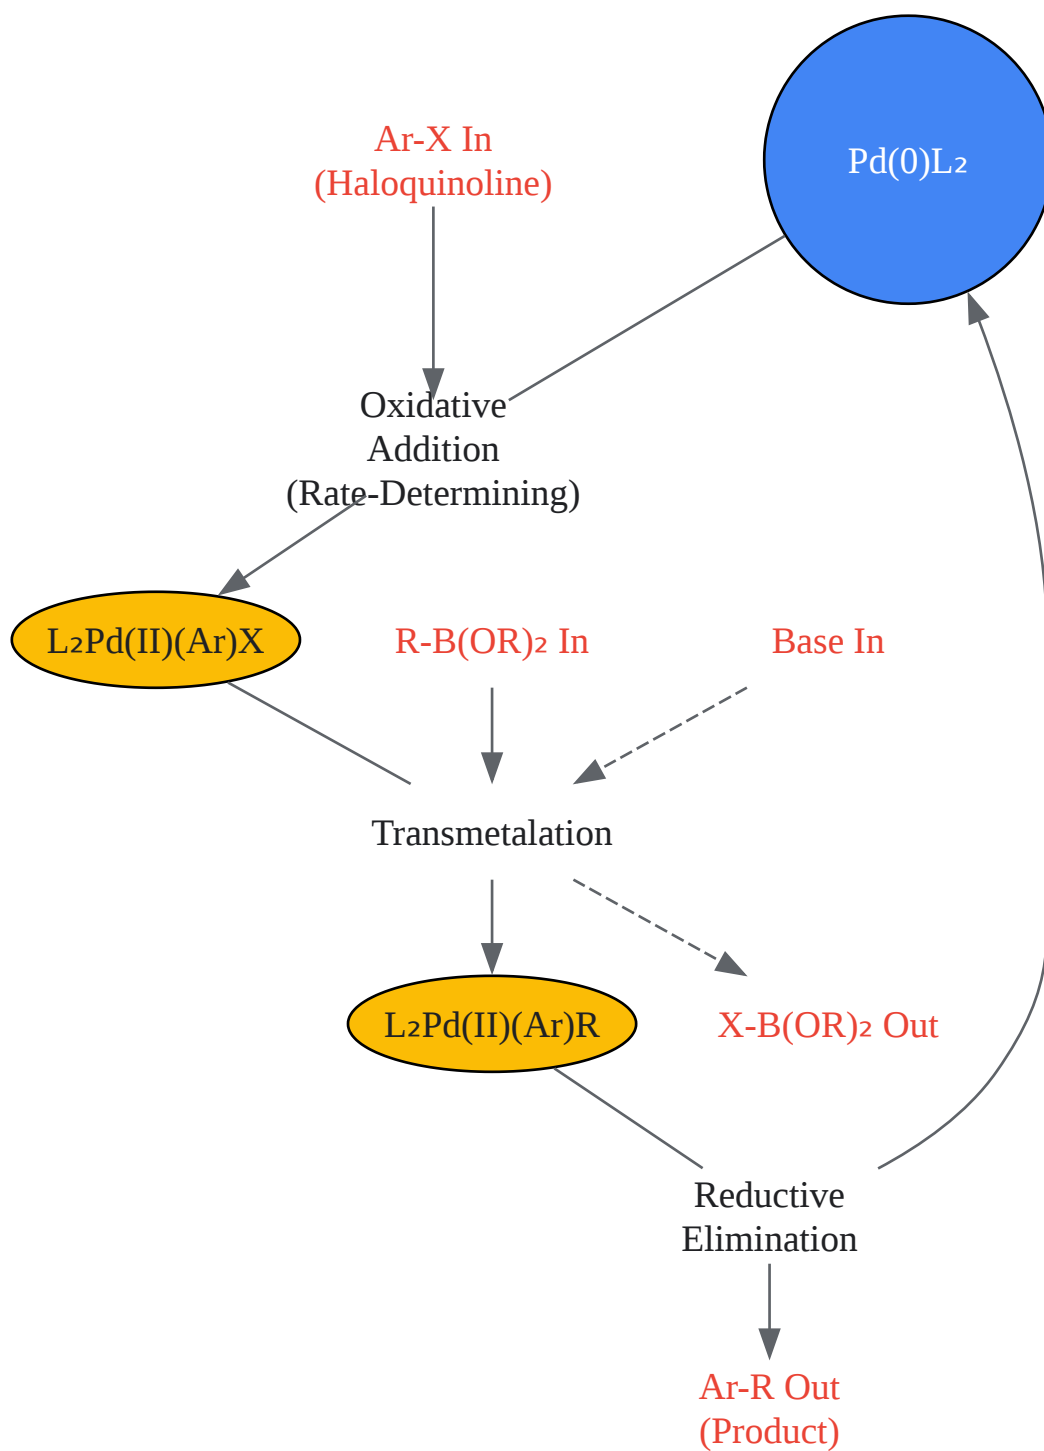 Ar-X In
(Haloquinoline)
Pd(0)L₂
Oxidative
Addition
(Rate-Determining)
L₂Pd(II)(Ar)X
R-B(OR)₂ In
Base In
Transmetalation
L₂Pd(II)(Ar)R
X-B(OR)₂ Out
Reductive
Elimination
Ar-R Out
(Product)